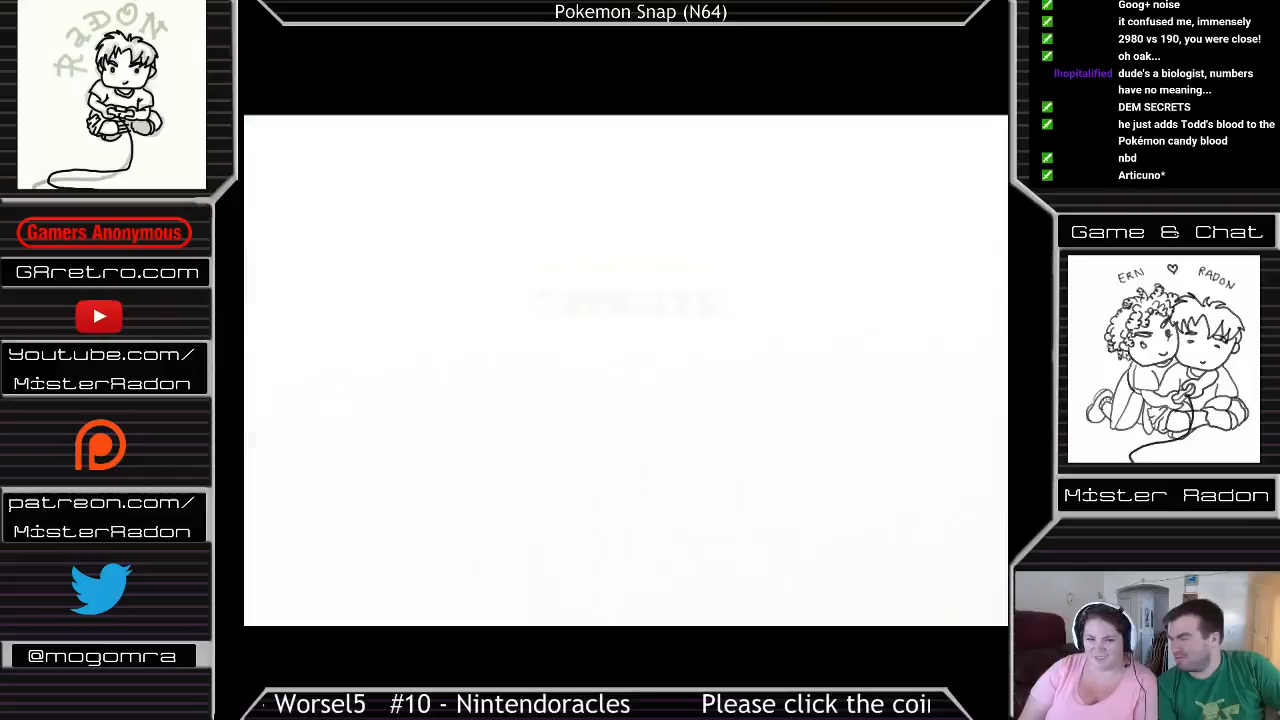 Pokemon Snap (N64)
RADON
Gamers Anonymous
GAretro.com
Youtube.com/
MisterRadon
patreon.com/
MisterRadon
@mogomra
Goog+ noise
it confused me, immensely
2980 vs 190, you were close!
oh oak...
lhopitalified dude's a biologist, numbers
have no meaning...
DEM SECRETS
he just adds Todd's blood to the
Pokémon candy blood
nbd
Articuno*
Game & Chat
ERN RADON
Mister Radon
Worsel5 #10 - Nintendoracles Please click the coi